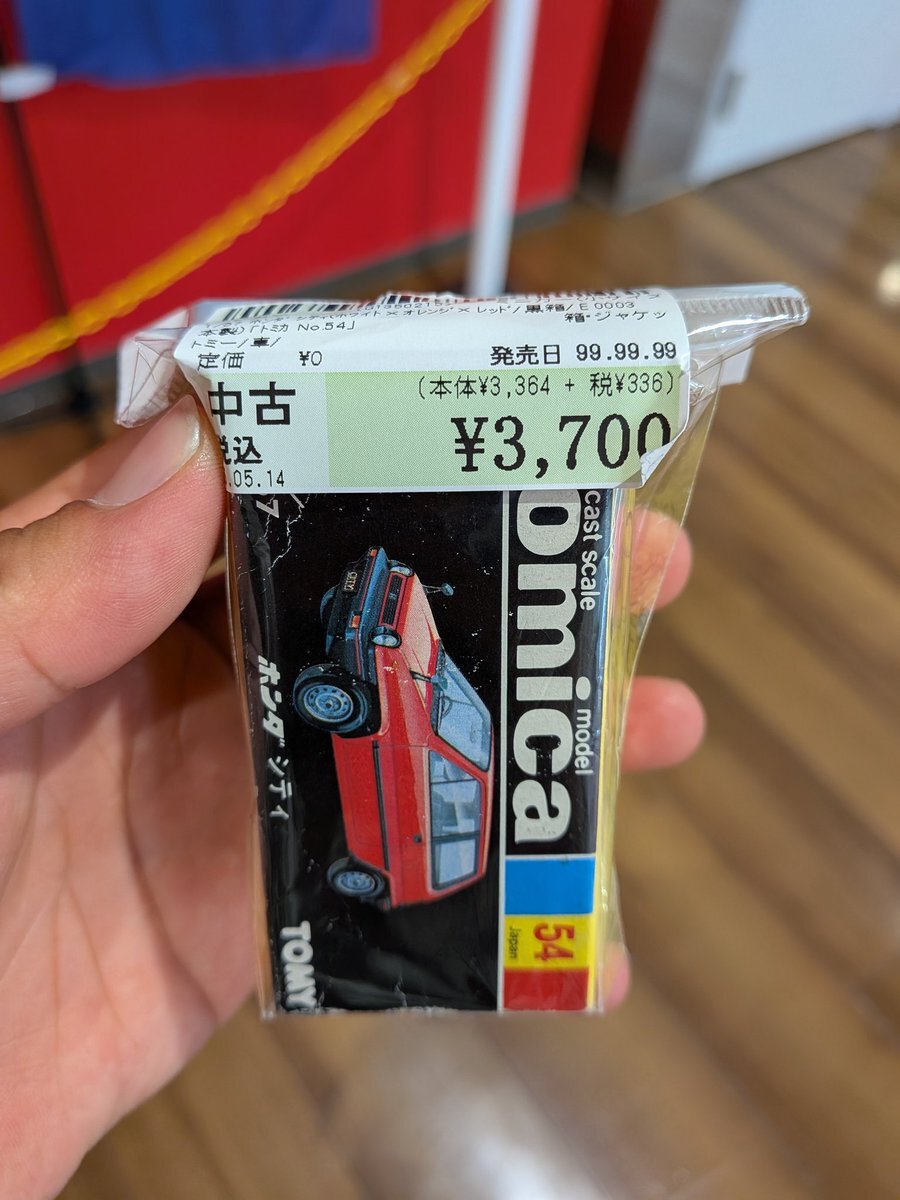 ホワイト × オレンジ × レッド/黒箱/E 0003
本製)「トミカ No.54」
箱・ジャケッ
トミー/車/
定価 ¥0 発売日 99.99.99
中古 (本体¥3,364 + 税¥336)
税込 ¥3,700
.05.14
cast scale
omica
model
54
Japan
ホンダ シティ
CITY
TOMY